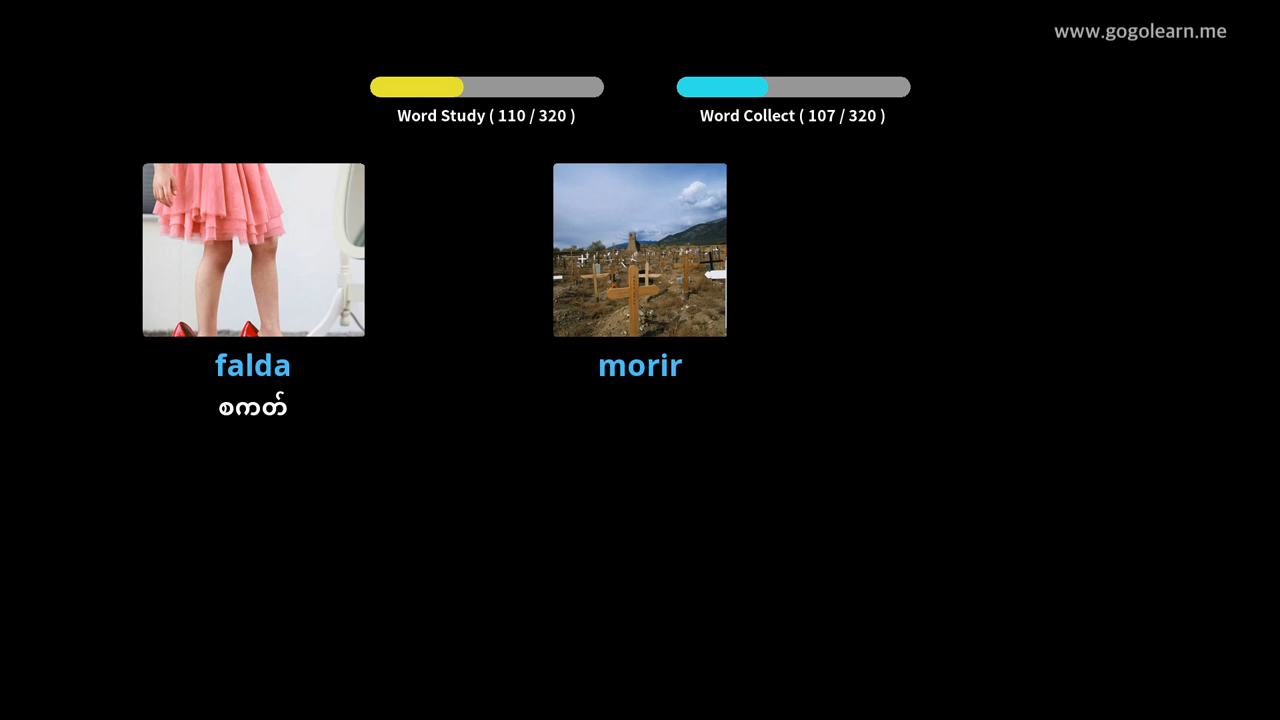 www.gogolearn.me
Word Study ( 110 / 320 )
Word Collect ( 107 / 320 )
falda
စကတ်
morir